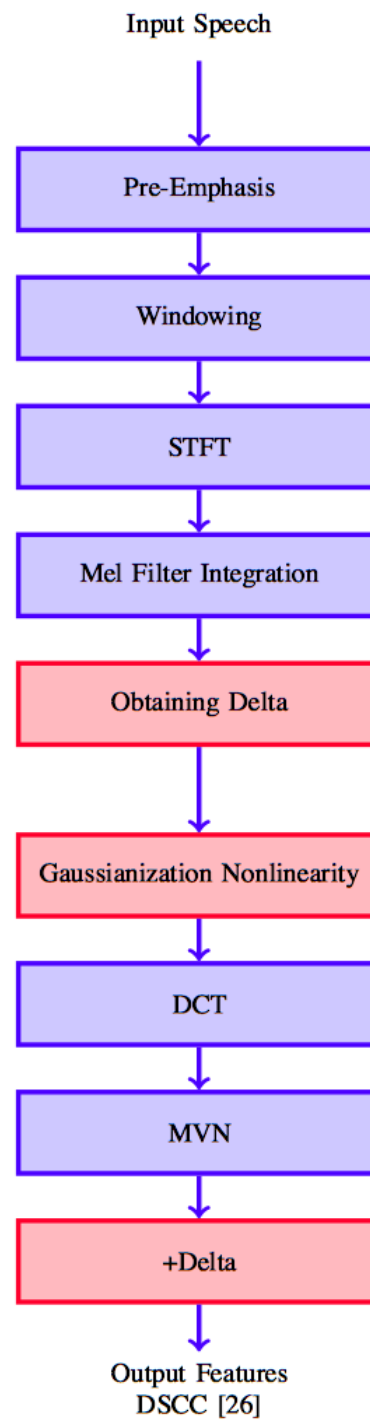 Input Speech
Pre-Emphasis
Windowing
STFT
Mel Filter Integration
Obtaining Delta
Gaussianization Nonlinearity
DCT
MVN
+Delta
Output Features
DSCC [26]